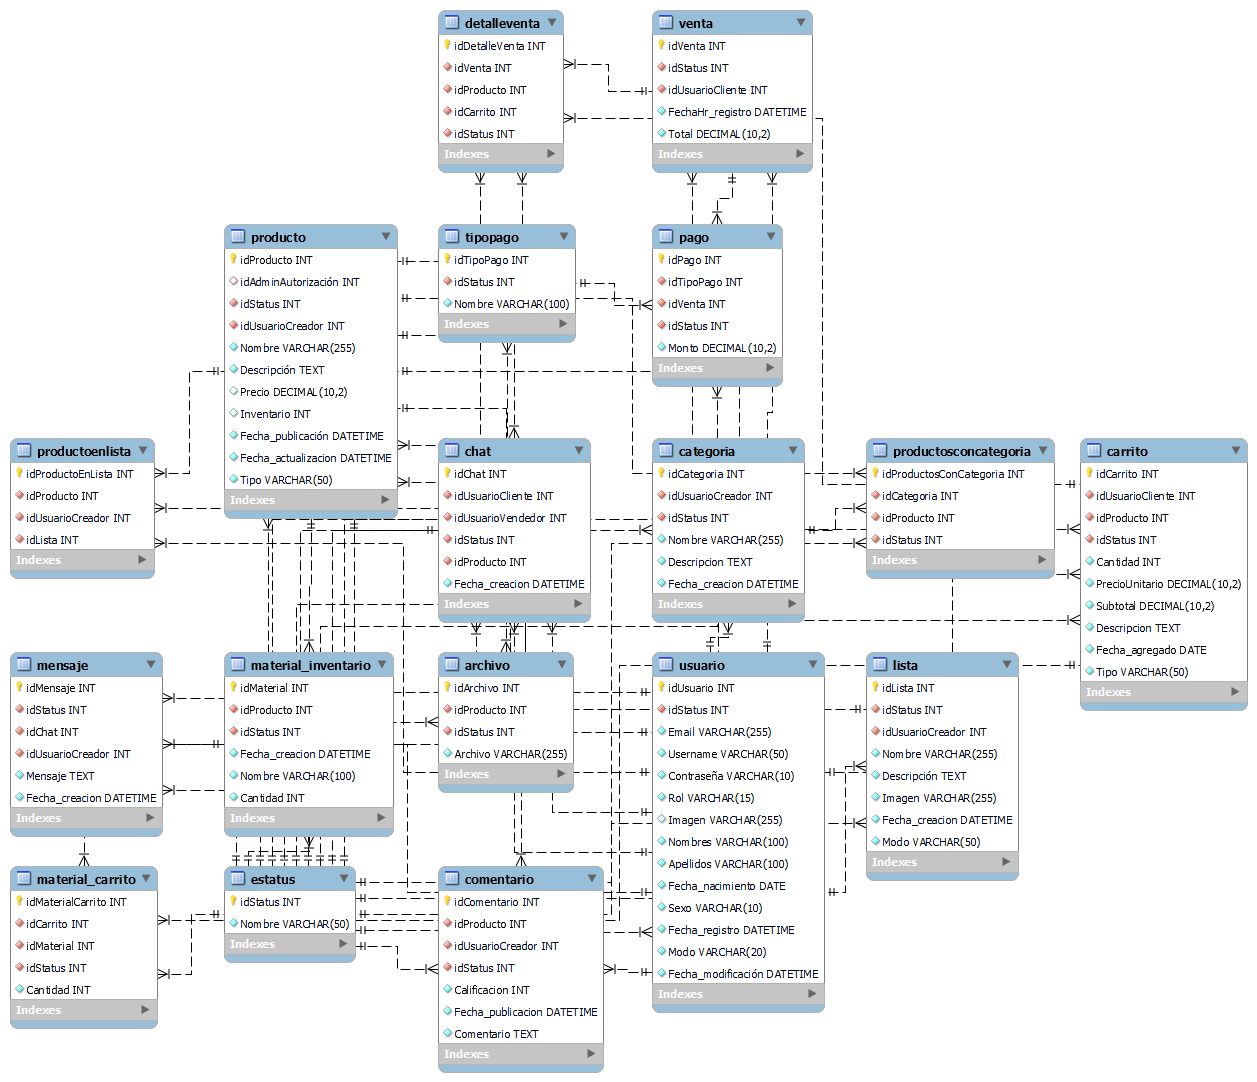 detalleventa
idDetalleVenta INT
idVenta INT
idProducto INT
idCarrito INT
idStatus INT
Indexes
venta
idVenta INT
idStatus INT
idUsuarioCliente INT
FechaHr_registro DATETIME
Total DECIMAL(10,2)
Indexes
producto
idProducto INT
idAdminAutorización INT
idStatus INT
idUsuarioCreador INT
Nombre VARCHAR(255)
Descripción TEXT
Precio DECIMAL(10,2)
Inventario INT
Fecha_publicación DATETIME
Fecha_actualizacion DATETIME
Tipo VARCHAR(50)
Indexes
tipopago
idTipoPago INT
idStatus INT
Nombre VARCHAR(100)
Indexes
pago
idPago INT
idTipoPago INT
idVenta INT
idStatus INT
Monto DECIMAL(10,2)
Indexes
productoenlista
idProductoEnLista INT
idProducto INT
idUsuarioCreador INT
idLista INT
Indexes
chat
idChat INT
idUsuarioCliente INT
idUsuarioVendedor INT
idStatus INT
idProducto INT
Fecha_creacion DATETIME
Indexes
categoria
idCategoria INT
idUsuarioCreador INT
idStatus INT
Nombre VARCHAR(255)
Descripcion TEXT
Fecha_creacion DATETIME
Indexes
productosconcategoria
idProductosConCategoria INT
idCategoria INT
idProducto INT
idStatus INT
Indexes
carrito
idCarrito INT
idUsuarioCliente INT
idProducto INT
idStatus INT
Cantidad INT
PrecioUnitario DECIMAL(10,2)
Subtotal DECIMAL(10,2)
Descripcion TEXT
Fecha_agregado DATE
Tipo VARCHAR(50)
Indexes
mensaje
idMensaje INT
idStatus INT
idChat INT
idUsuarioCreador INT
Mensaje TEXT
Fecha_creacion DATETIME
Indexes
material_inventario
idMaterial INT
idProducto INT
idStatus INT
Fecha_creacion DATETIME
Nombre VARCHAR(100)
Cantidad INT
Indexes
archivo
idArchivo INT
idProducto INT
idStatus INT
Archivo VARCHAR(255)
Indexes
usuario
idUsuario INT
idStatus INT
Email VARCHAR(255)
Username VARCHAR(50)
Contraseña VARCHAR(10)
Rol VARCHAR(15)
Imagen VARCHAR(255)
Nombres VARCHAR(100)
Apellidos VARCHAR(100)
Fecha_nacimiento DATE
Sexo VARCHAR(10)
Fecha_registro DATETIME
Modo VARCHAR(20)
Fecha_modificación DATETIME
Indexes
lista
idLista INT
idStatus INT
idUsuarioCreador INT
Nombre VARCHAR(255)
Descripción TEXT
Imagen VARCHAR(255)
Fecha_creacion DATETIME
Modo VARCHAR(50)
Indexes
material_carrito
idMaterialCarrito INT
idCarrito INT
idMaterial INT
idStatus INT
Cantidad INT
Indexes
estatus
idStatus INT
Nombre VARCHAR(50)
Indexes
comentario
idComentario INT
idProducto INT
idUsuarioCreador INT
idStatus INT
Calificacion INT
Fecha_publicacion DATETIME
Comentario TEXT
Indexes